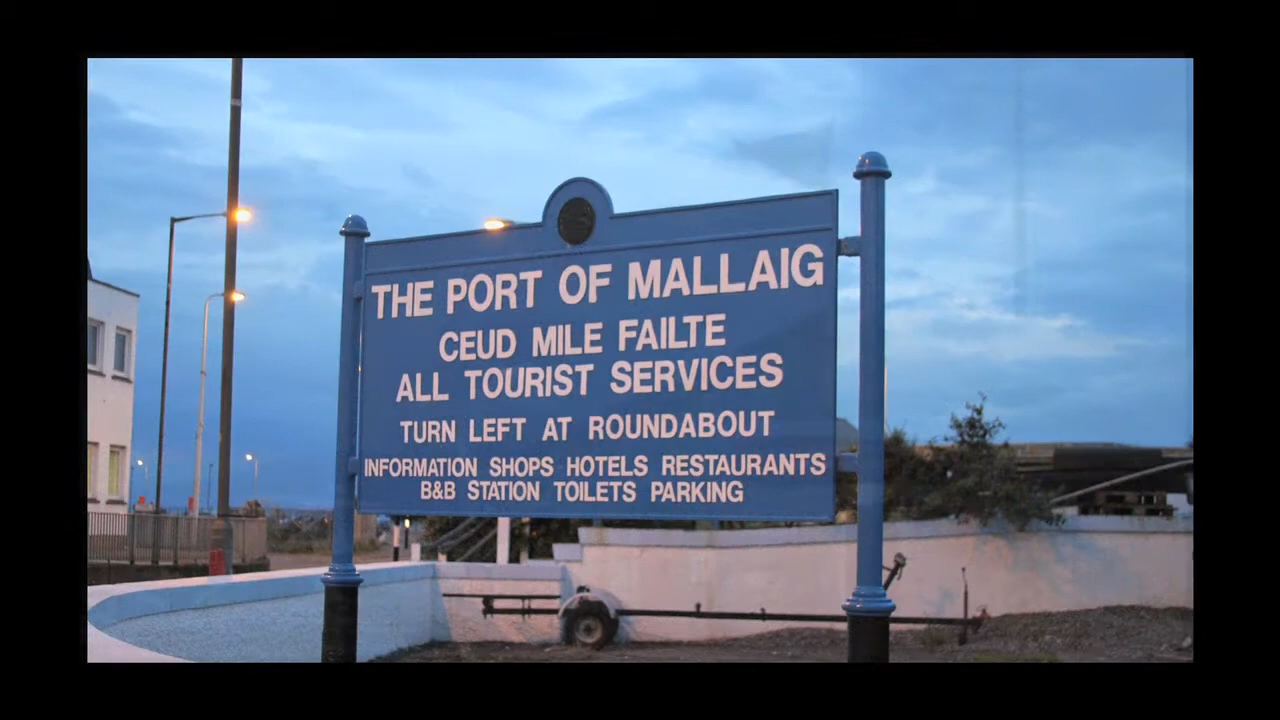 THE PORT OF MALLAIG
CEUD MILE FAILTE
ALL TOURIST SERVICES
TURN LEFT AT ROUNDABOUT
INFORMATION SHOPS HOTELS RESTAURANTS
B&B STATION TOILETS PARKING